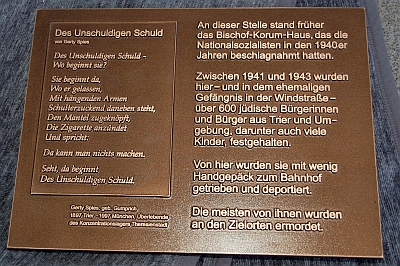 Des Unschuldigen Schuld
von Gerty Spies
Des Unschuldigen Schuld –
Wo beginnt sie?
Sie beginnt da,
Wo er gelassen,
Mit hängenden Armen
Schulterzuckend daneben steht,
Den Mantel zugeknöpft,
Die Zigarette anzündet
Und spricht:
Da kann man nichts machen.
Seht, da beginnt
Des Unschuldigen Schuld.
Gerty Spies, geb. Gumprich,
1897 Trier – 1997 München, Überlebende
des Konzentrationslagers Theresienstadt
An dieser Stelle stand früher
das Bischof-Korum-Haus, das die
Nationalsozialisten in den 1940er
Jahren beschlagnahmt hatten.
Zwischen 1941 und 1943 wurden
hier – und in dem ehemaligen
Gefängnis in der Windstraße –
über 600 jüdische Bürgerinnen
und Bürger aus Trier und Um-
gebung, darunter auch viele
Kinder, festgehalten.
Von hier wurden sie mit wenig
Handgepäck zum Bahnhof
getrieben und deportiert.
Die meisten von ihnen wurden
an den Zielorten ermordet.